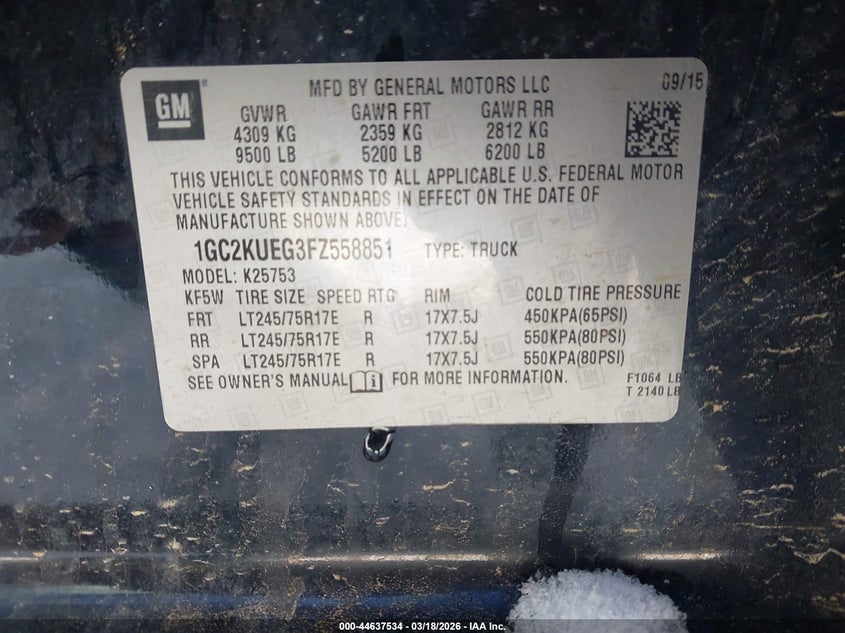 GM
MFD BY GENERAL MOTORS LLC 09/15
GVWR GAWR FRT GAWR RR
4309 KG 2359 KG 2812 KG
9500 LB 5200 LB 6200 LB
THIS VEHICLE CONFORMS TO ALL APPLICABLE U.S. FEDERAL MOTOR
VEHICLE SAFETY STANDARDS IN EFFECT ON THE DATE OF
MANUFACTURE SHOWN ABOVE.
1GC2KUEG3FZ558851 TYPE: TRUCK
MODEL: K25753
KF5W TIRE SIZE SPEED RTG RIM COLD TIRE PRESSURE
FRT LT245/75R17E R 17X7.5J 450KPA(65PSI)
RR LT245/75R17E R 17X7.5J 550KPA(80PSI)
SPA LT245/75R17E R 17X7.5J 550KPA(80PSI)
SEE OWNER'S MANUAL FOR MORE INFORMATION.
F1064 LB
T 2140 LB
000-44637534 - 03/18/2026 - IAA Inc.